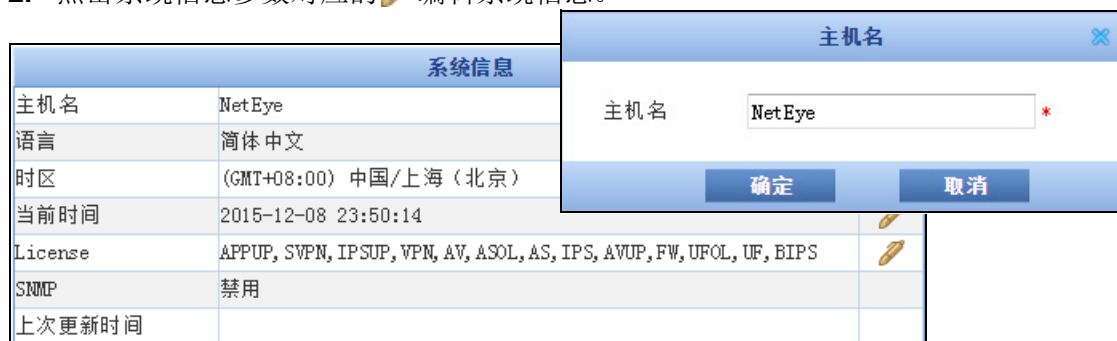 系统信息
主机名 NetEye
语言 简体中文
时区 (GMT+08:00) 中国/上海（北京）
当前时间 2015-12-08 23:50:14
License APPUP,SVPN,IPSUP,VPN,AV,ASOL,AS,IPS,AVUP,FW,UFOL,UF,BIPS
SNMP 禁用
上次更新时间
主机名
主机名 NetEye *
确定 取消